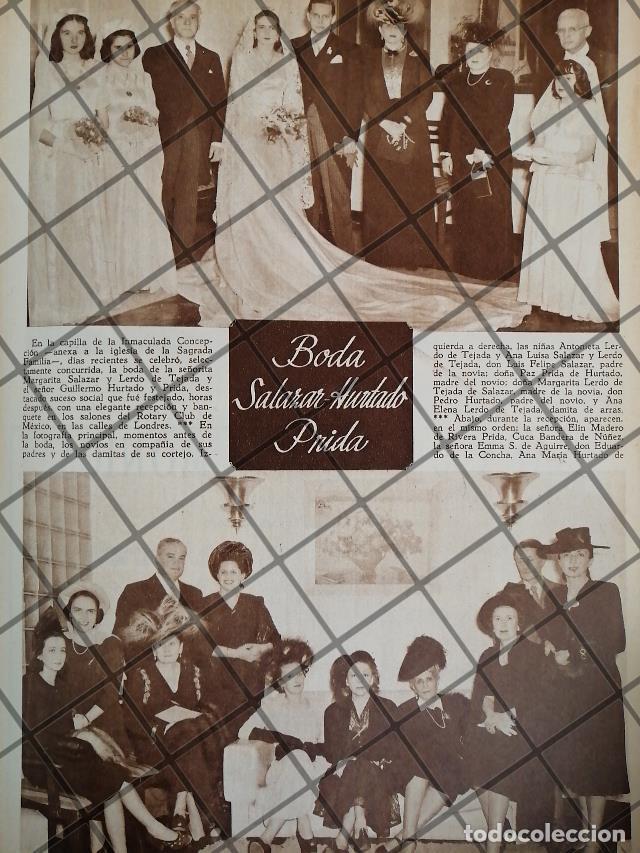 En la capilla de la Inmaculada Concep-
ción —anexa a la iglesia de la Sagrada
Familia—, días recientes se celebró, selec-
tamente concurrida, la boda de la señorita
Margarita Salazar y Lerdo de Tejada y
el señor Guillermo Hurtado y Prida, des-
tacado suceso social que fué festejado, horas
después con una elegante recepción y ban-
quete en los salones del Rotary Club de
México, en las calles de Londres. *** En
la fotografía principal, momentos antes de
la boda, los novios en compañía de sus
padres y de las damitas de su cortejo. Iz-
Boda
Salazar-Hurtado
Prida
quierda a derecha, las niñas Antonieta Ler-
do de Tejada y Ana Luisa Salazar y Lerdo
de Tejada, don Luis Felipe Salazar, padre
de la novia; doña Paz Prida de Hurtado,
madre del novio; doña Margarita Lerdo de
Tejada de Salazar, madre de la novia, don
Pedro Hurtado, padre del novio, y Ana
Elena Lerdo de Tejada, damita de arras.
*** Abajo, durante la recepción, aparecen,
en el mismo orden: la señora Elin Madero
de Rivera Prida, Cuca Bandera de Núñez,
la señora Emma S. de Aguirre, don Eduar-
do de la Concha, Ana María Hurtado de
todocoleccion